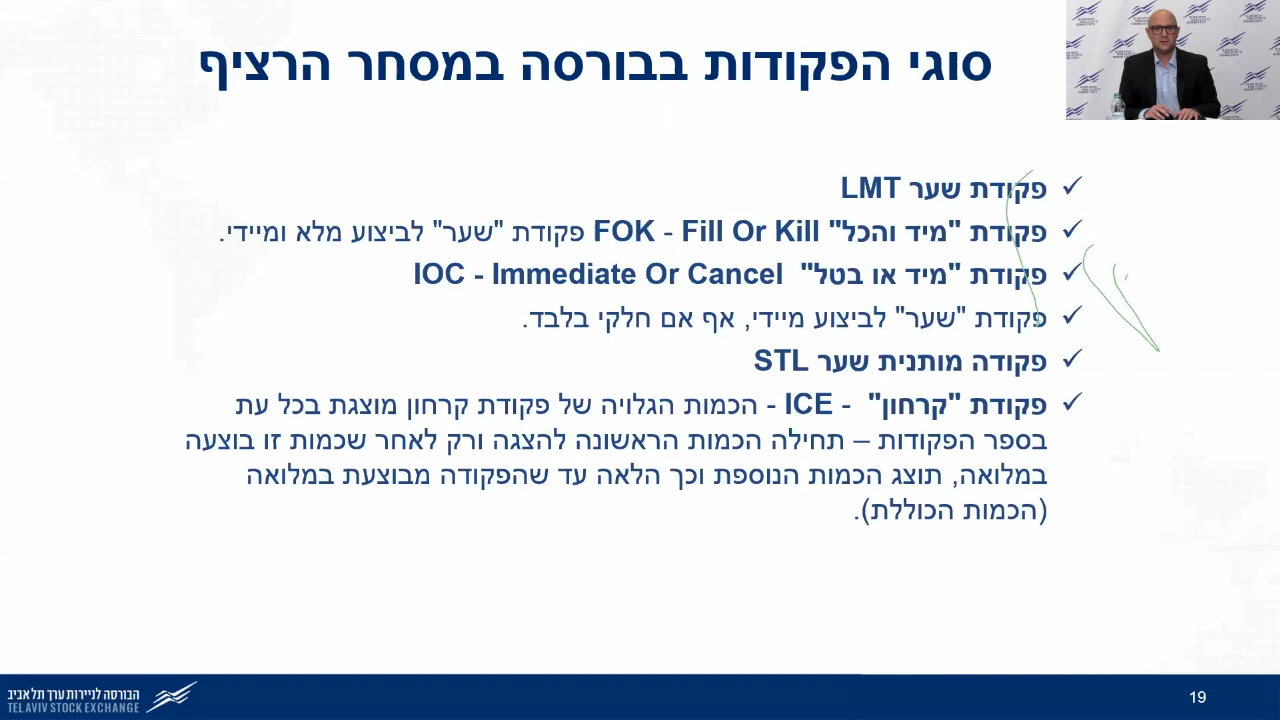 סוגי הפקודות בבורסה במסחר הרציף
פקודת שער LMT
פקודת "מיד והכל" FOK - Fill Or Kill פקודת "שער" לביצוע מלא ומיידי.
פקודת "מיד או בטל" IOC - Immediate Or Cancel
פקודת "שער" לביצוע מיידי, אף אם חלקי בלבד.
פקודה מותנית שער STL
פקודת "קרחון" - ICE - הכמות הגלויה של פקודת קרחון מוצגת בכל עת
בספר הפקודות – תחילה הכמות הראשונה להצגה ורק לאחר שכמות זו בוצעה
במלואה, תוצג הכמות הנוספת וכך הלאה עד שהפקודה מבוצעת במלואה
(הכמות הכוללת).
הבורסה לניירות ערך תל אביב
TEL AVIV STOCK EXCHANGE
19